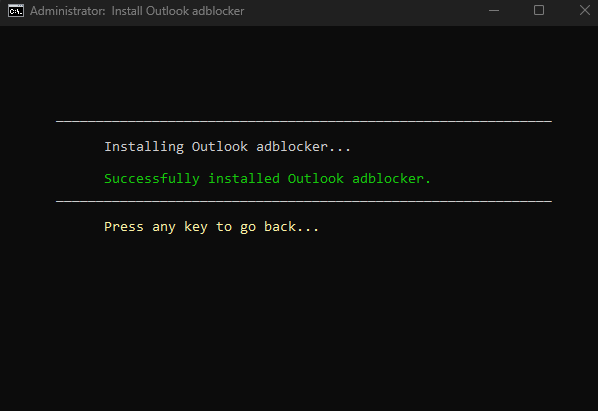 Administrator: Install Outlook adblocker
Installing Outlook adblocker...
Successfully installed Outlook adblocker.
Press any key to go back...